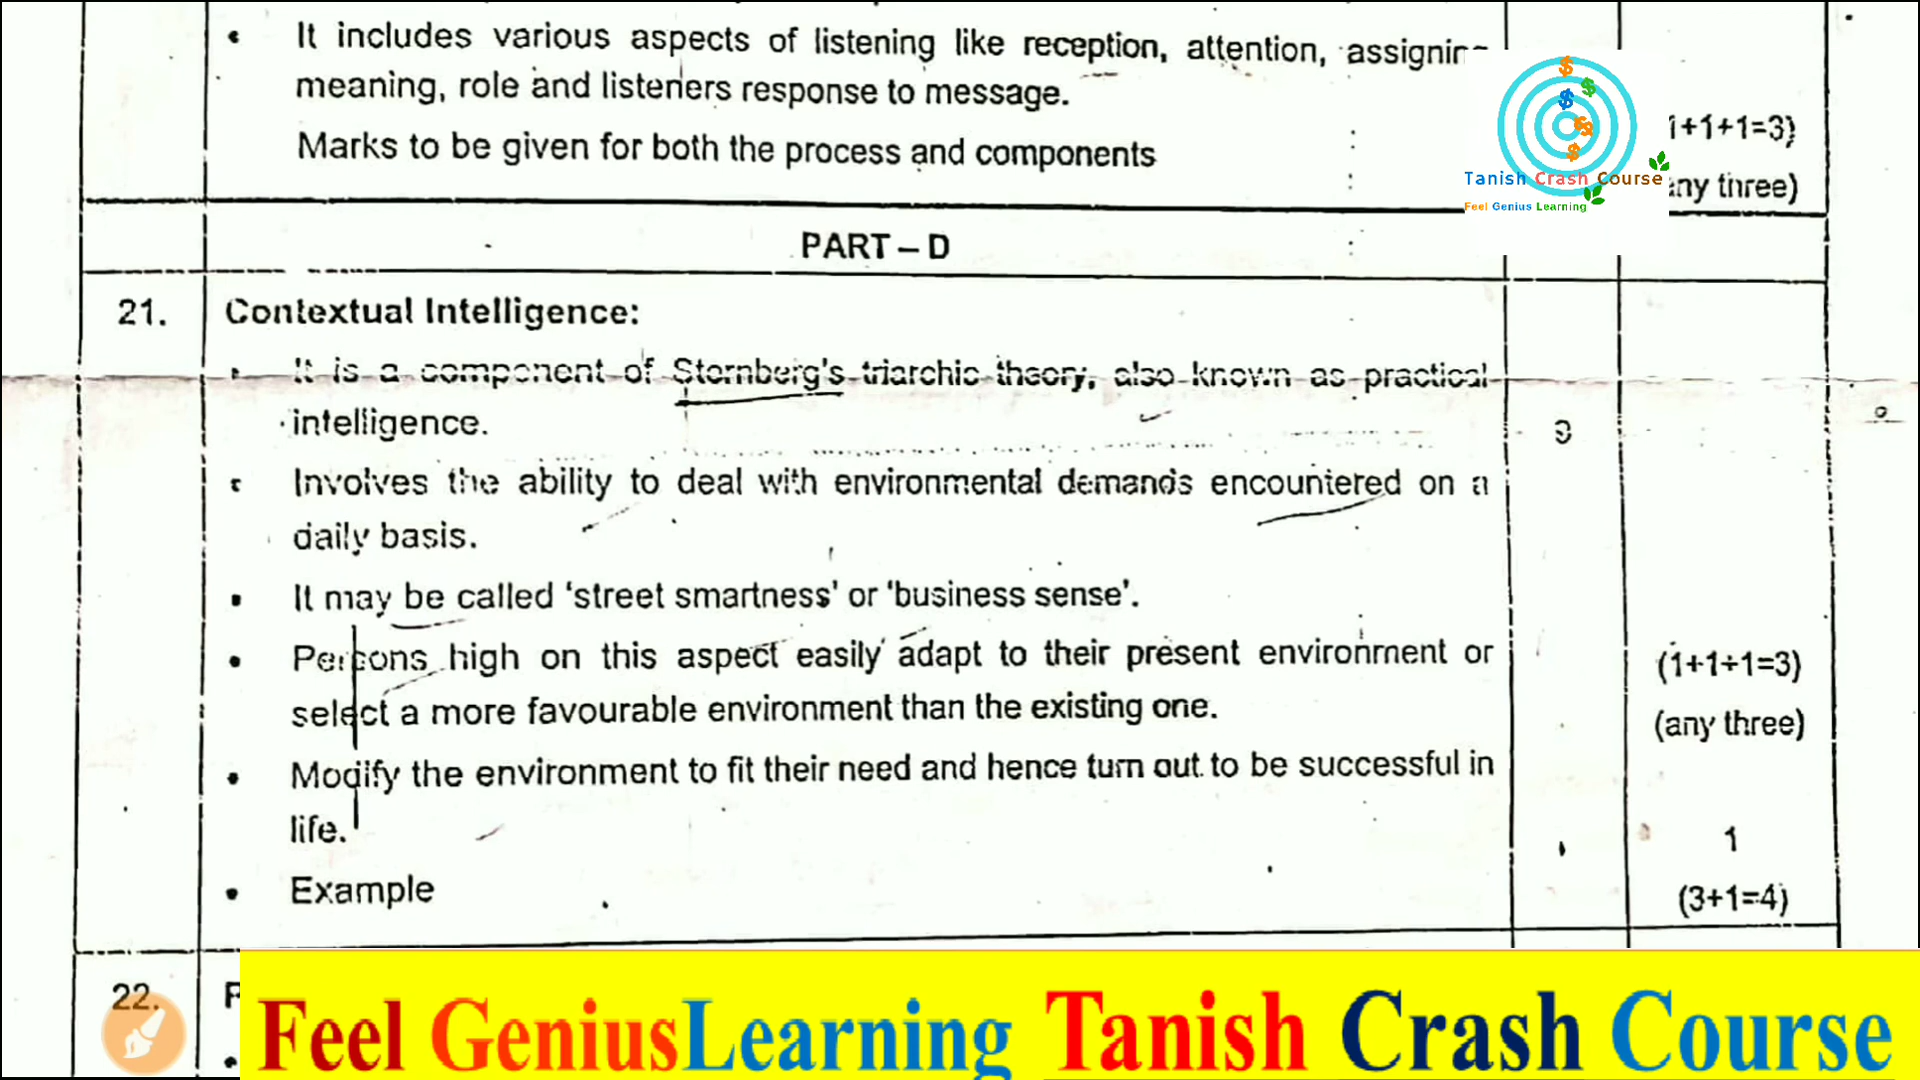 • It includes various aspects of listening like reception, attention, assigning
meaning, role and listeners response to message.
Marks to be given for both the process and components
1+1+1=3)
any three)
Tanish Crash Course
Feel Genius Learning
PART – D
21. Contextual Intelligence:
• It is a component of Sternberg's triarchic theory, also known as practical
intelligence.
• Involves the ability to deal with environmental demands encountered on a
daily basis.
• It may be called 'street smartness' or 'business sense'.
• Persons high on this aspect easily adapt to their present environment or
select a more favourable environment than the existing one.
(1+1+1=3)
(any three)
• Modify the environment to fit their need and hence turn out to be successful in
life.
1
• Example
(3+1=4)
22.
Feel Genius Learning Tanish Crash Course